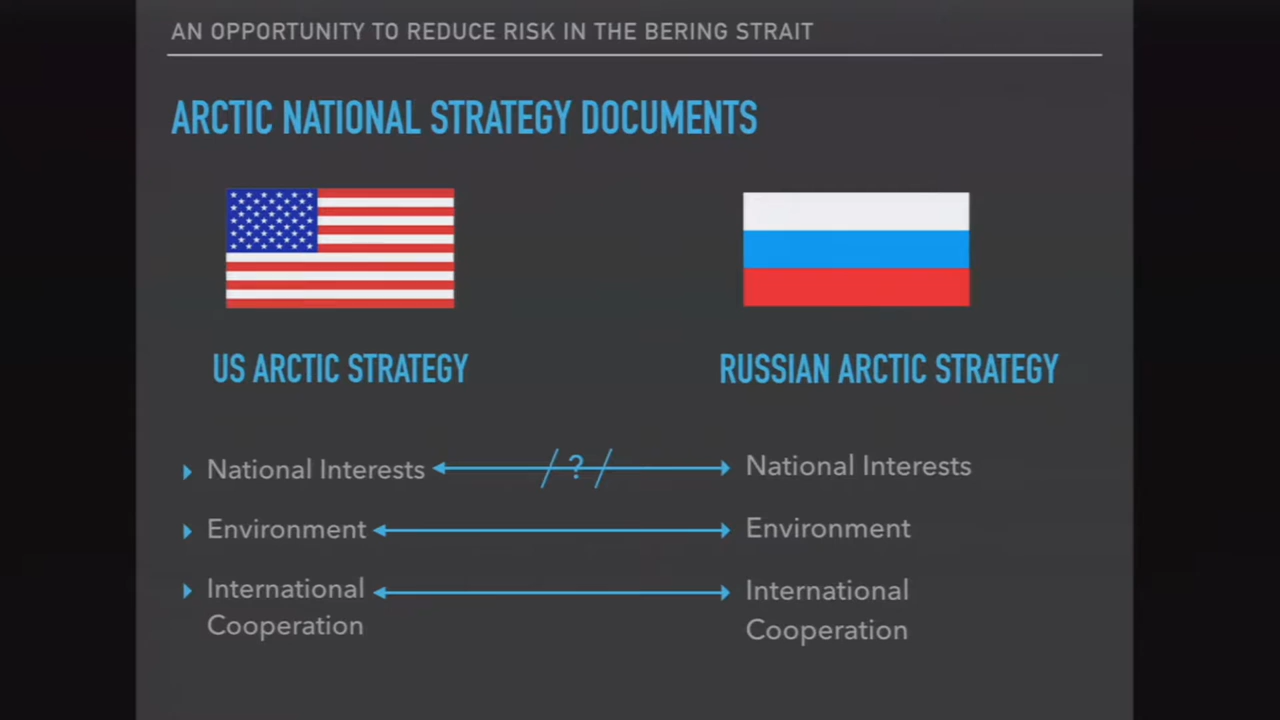 AN OPPORTUNITY TO REDUCE RISK IN THE BERING STRAIT
ARCTIC NATIONAL STRATEGY DOCUMENTS
US ARCTIC STRATEGY
RUSSIAN ARCTIC STRATEGY
National Interests / ? / National Interests
Environment Environment
International International
Cooperation Cooperation